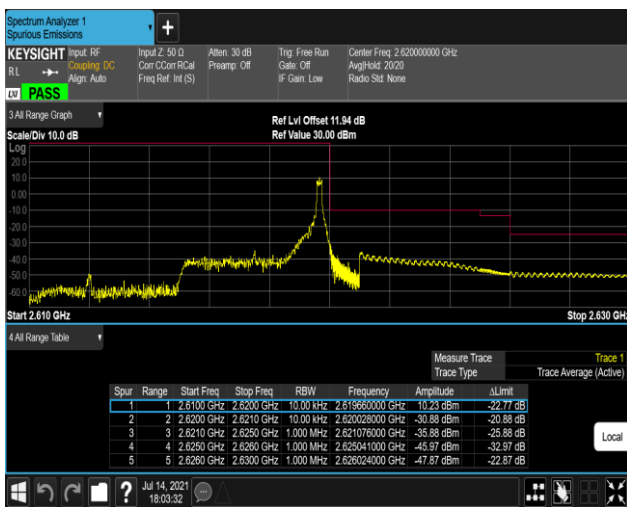 Spectrum Analyzer 1
Spurious Emissions
KEYSIGHT Input: RF Input Z: 50 Ω Atten: 30 dB Trig: Free Run Center Freq: 2.620000000 GHz
RL Coupling: DC Corr CCorr RCal Preamp: Off Gate: Off Avg|Hold: 20/20
Align: Auto Freq Ref: Int (S) IF Gain: Low Radio Std: None
LXI PASS
3 All Range Graph
Ref Lvl Offset 11.94 dB
Scale/Div 10.0 dB Ref Value 30.00 dBm
Log
20.0
10.0
0.00
-10.0
-20.0
-30.0
-40.0
-50.0
-60.0
Start 2.610 GHz Stop 2.630 GHz
4 All Range Table
Measure Trace Trace 1
Trace Type Trace Average (Active)
Spur Range Start Freq Stop Freq RBW Frequency Amplitude ΔLimit
1 1 2.6100 GHz 2.6200 GHz 10.00 kHz 2.619660000 GHz 10.23 dBm -22.77 dB
2 2 2.6200 GHz 2.6210 GHz 10.00 kHz 2.620028000 GHz -30.88 dBm -20.88 dB
3 3 2.6210 GHz 2.6250 GHz 1.000 MHz 2.621076000 GHz -35.88 dBm -25.88 dB
4 4 2.6250 GHz 2.6260 GHz 1.000 MHz 2.625041000 GHz -45.97 dBm -32.97 dB
5 5 2.6260 GHz 2.6300 GHz 1.000 MHz 2.626024000 GHz -47.87 dBm -22.87 dB
Local
? Jul 14, 2021
18:03:32